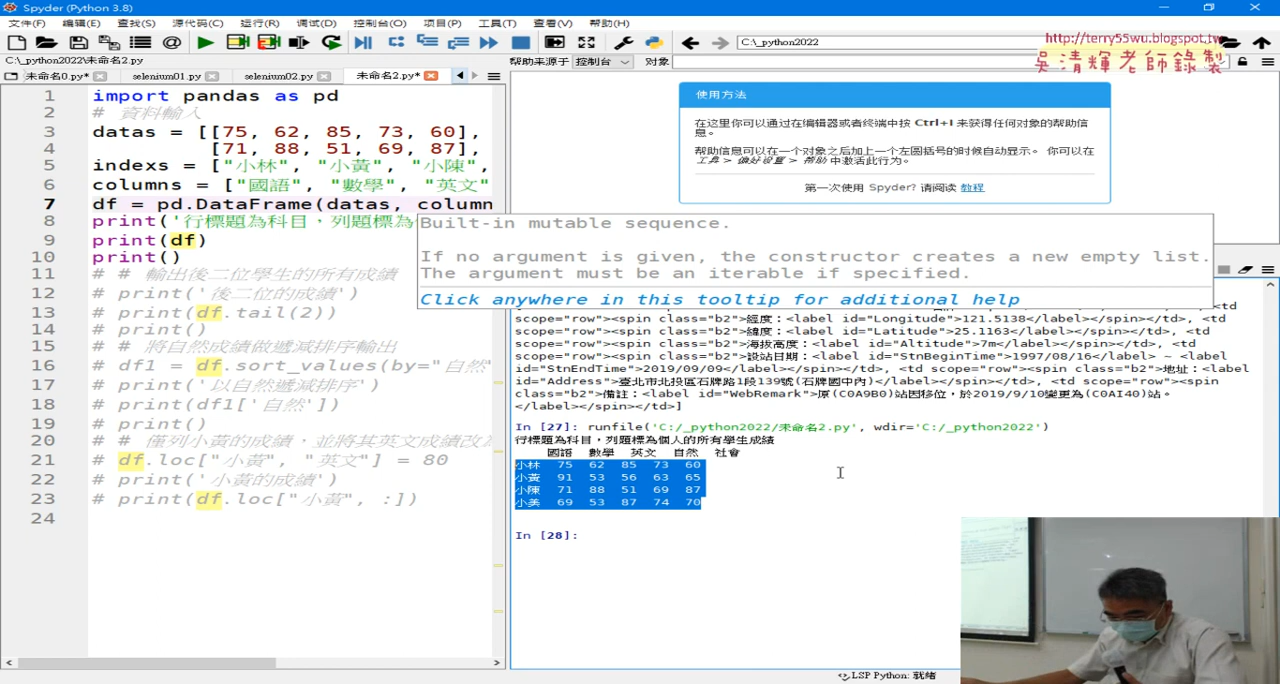 Spyder (Python 3.8)
文件(F) 编辑(E) 查找(S) 源代码(C) 运行(R) 调试(D) 控制台(O) 项目(P) 工具(T) 查看(V) 帮助(H)
C:\_python2022
http://terry55wu.blogspot.tw
吳清輝老師錄製
C:\_python2022\未命名2.py
帮助来源于 控制台 对象
未命名0.py* selenium01.py selenium02.py 未命名2.py*
1 import pandas as pd
2 # 資料輸入
3 datas = [[75, 62, 85, 73, 60],
4 [71, 88, 51, 69, 87],
5 indexs = ["小林", "小黃", "小陳",
6 columns = ["國語", "數學", "英文"
7 df = pd.DataFrame(datas, column
8 print('行標題為科目，列題標為
9 print(df)
10 print()
11 # # 輸出後二位學生的所有成績
12 # print('後二位的成績')
13 # print(df.tail(2))
14 # print()
15 # # 將自然成績做遞減排序輸出
16 # df1 = df.sort_values(by="自然"
17 # print('以自然遞減排序')
18 # print(df1['自然'])
19 # print()
20 # # 僅列小黃的成績，並將其英文成績改為
21 # df.loc["小黃", "英文"] = 80
22 # print('小黃的成績')
23 # print(df.loc["小黃", :])
24
使用方法
在这里你可以通过在编辑器或者终端中按 Ctrl+I 来获得任何对象的帮助信
息。
帮助信息可以在一个对象之后加上一个左圆括号的时候自动显示。 你可以在
工具 > 偏好设置 > 帮助 中激活此行为。
第一次使用 Spyder? 请阅读 教程
Built-in mutable sequence.
If no argument is given, the constructor creates a new empty list.
The argument must be an iterable if specified.
Click anywhere in this tooltip for additional help
<td
scope="row"><spin class="b2">經度：<label id="Longitude">121.5138</label></spin></td>, <td
scope="row"><spin class="b2">緯度：<label id="Latitude">25.1163</label></spin></td>, <td
scope="row"><spin class="b2">海拔高度：<label id="Altitude">7m</label></spin></td>, <td
scope="row"><spin class="b2">設站日期：<label id="StnBeginTime">1997/08/16</label> ~ <label
id="StnEndTime">2019/09/09</label></spin></td>, <td scope="row"><spin class="b2">地址：<label
id="Address">臺北市北投區石牌路1段139號(石牌國中內)</label></spin></td>, <td scope="row"><spin
class="b2">備註：<label id="WebRemark">原(C0A9B0)站因移位，於2019/9/10變更為(C0AI40)站。
</label></spin></td>]
In [27]: runfile('C:/_python2022/未命名2.py', wdir='C:/_python2022')
行標題為科目，列題標為個人的所有學生成績
國語 數學 英文 自然 社會
小林 75 62 85 73 60
小黃 91 53 56 63 65
小陳 71 88 51 69 87
小美 69 53 87 74 70
In [28]:
LSP Python: 就绪